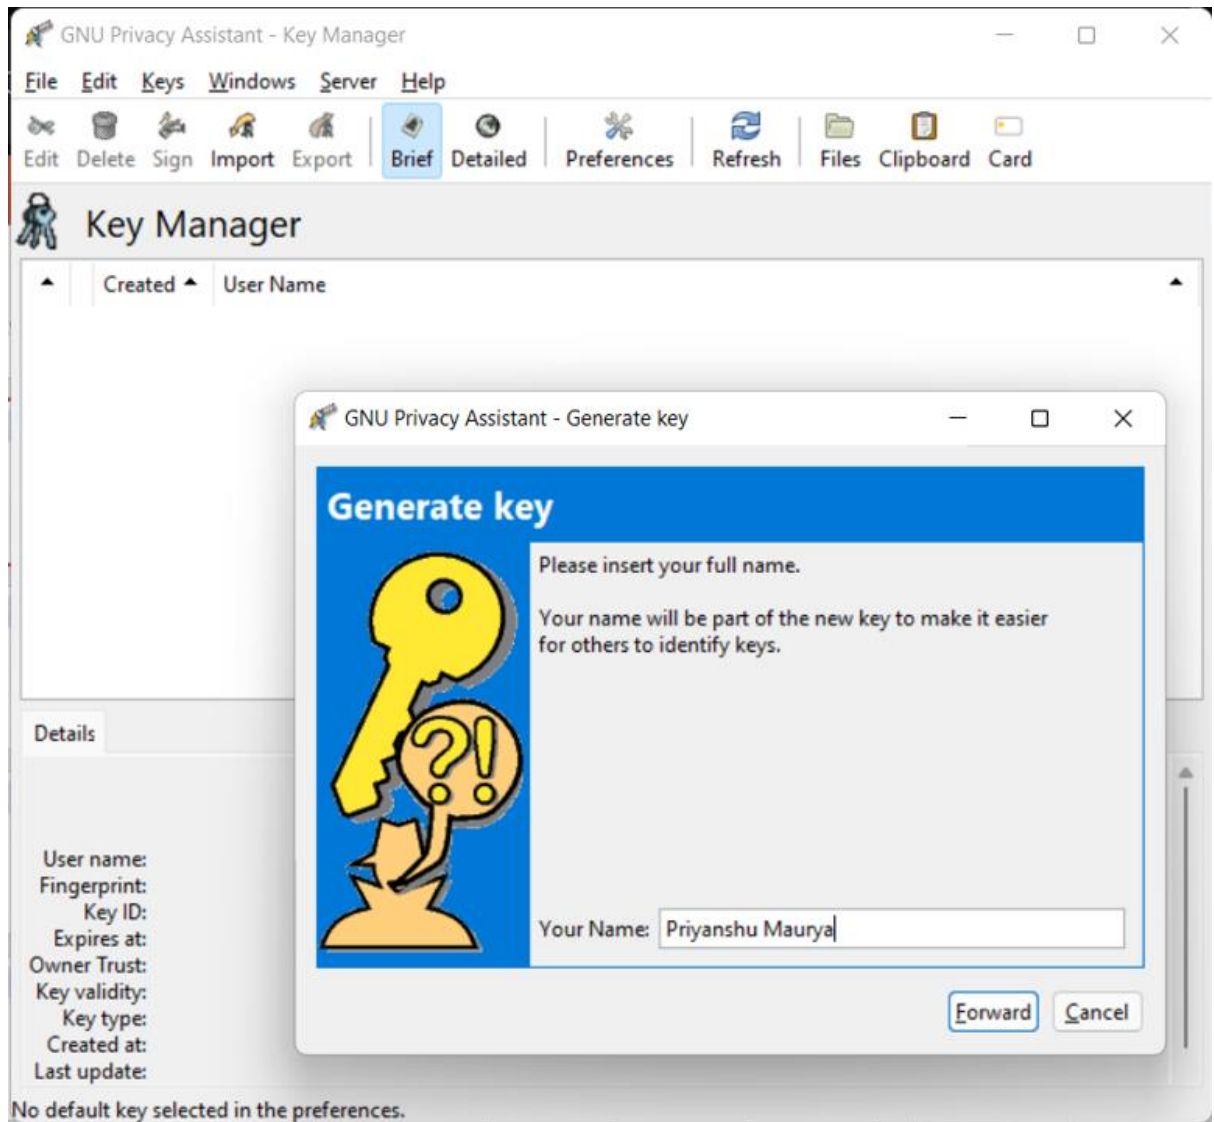 GNU Privacy Assistant - Key Manager
File Edit Keys Windows Server Help
Edit Delete Sign Import Export Brief Detailed Preferences Refresh Files Clipboard Card
Key Manager
Created User Name
GNU Privacy Assistant - Generate key
Generate key
Please insert your full name.
Your name will be part of the new key to make it easier
for others to identify keys.
?!
Your Name: Priyanshu Maurya
Forward Cancel
Details
User name:
Fingerprint:
Key ID:
Expires at:
Owner Trust:
Key validity:
Key type:
Created at:
Last update:
No default key selected in the preferences.